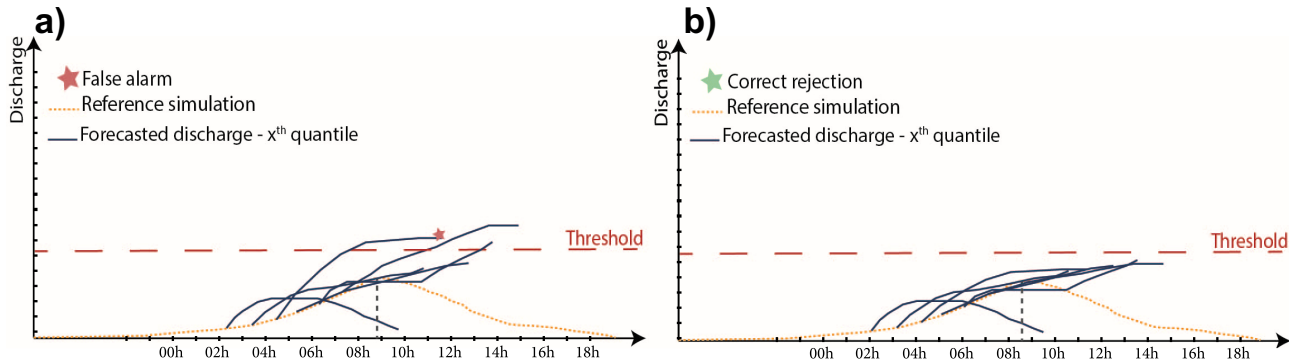 a)
Discharge
False alarm
Reference simulation
Forecasted discharge - xth quantile
Threshold
00h 02h 04h 06h 08h 10h 12h 14h 16h 18h
b)
Discharge
Correct rejection
Reference simulation
Forecasted discharge - xth quantile
Threshold
00h 02h 04h 06h 08h 10h 12h 14h 16h 18h